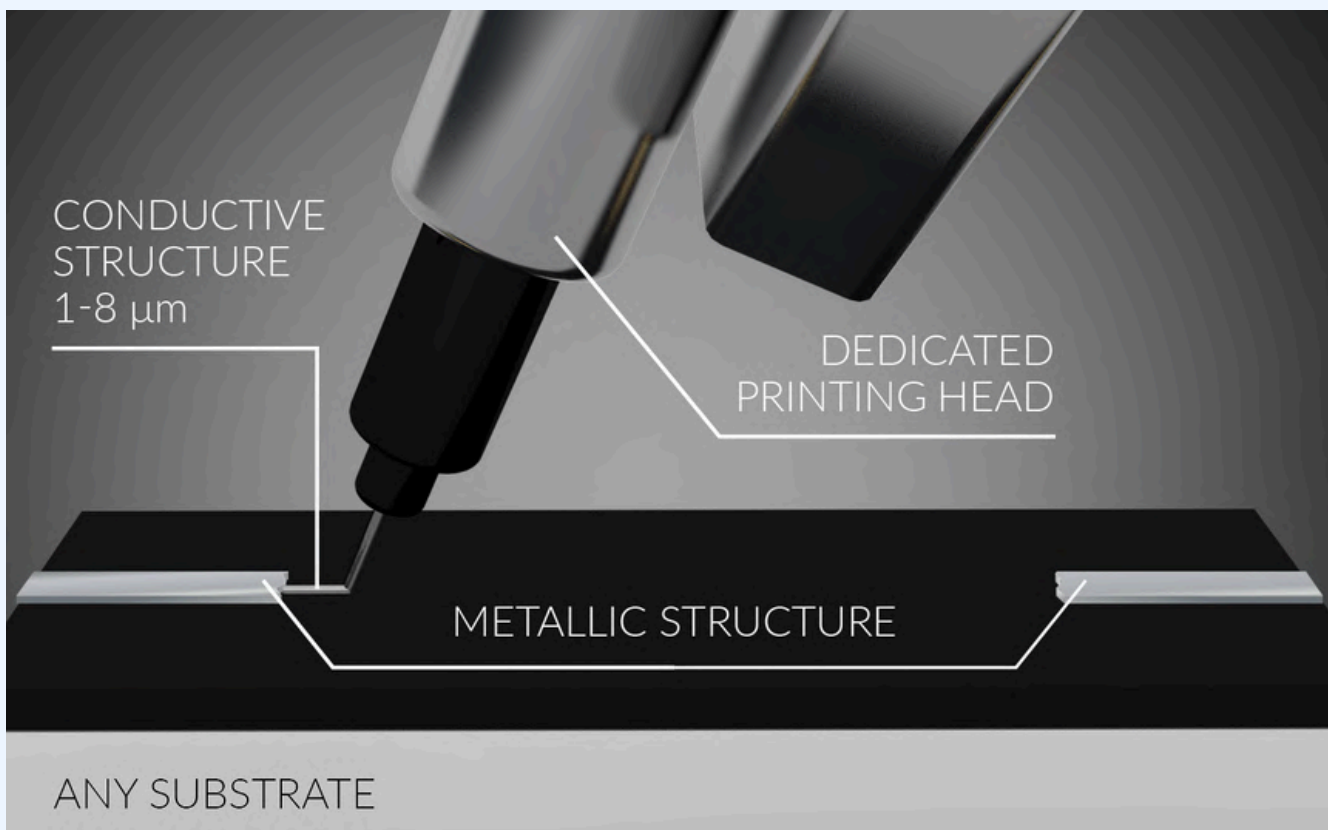 CONDUCTIVE
STRUCTURE
1-8 µm
DEDICATED
PRINTING HEAD
METALLIC STRUCTURE
ANY SUBSTRATE